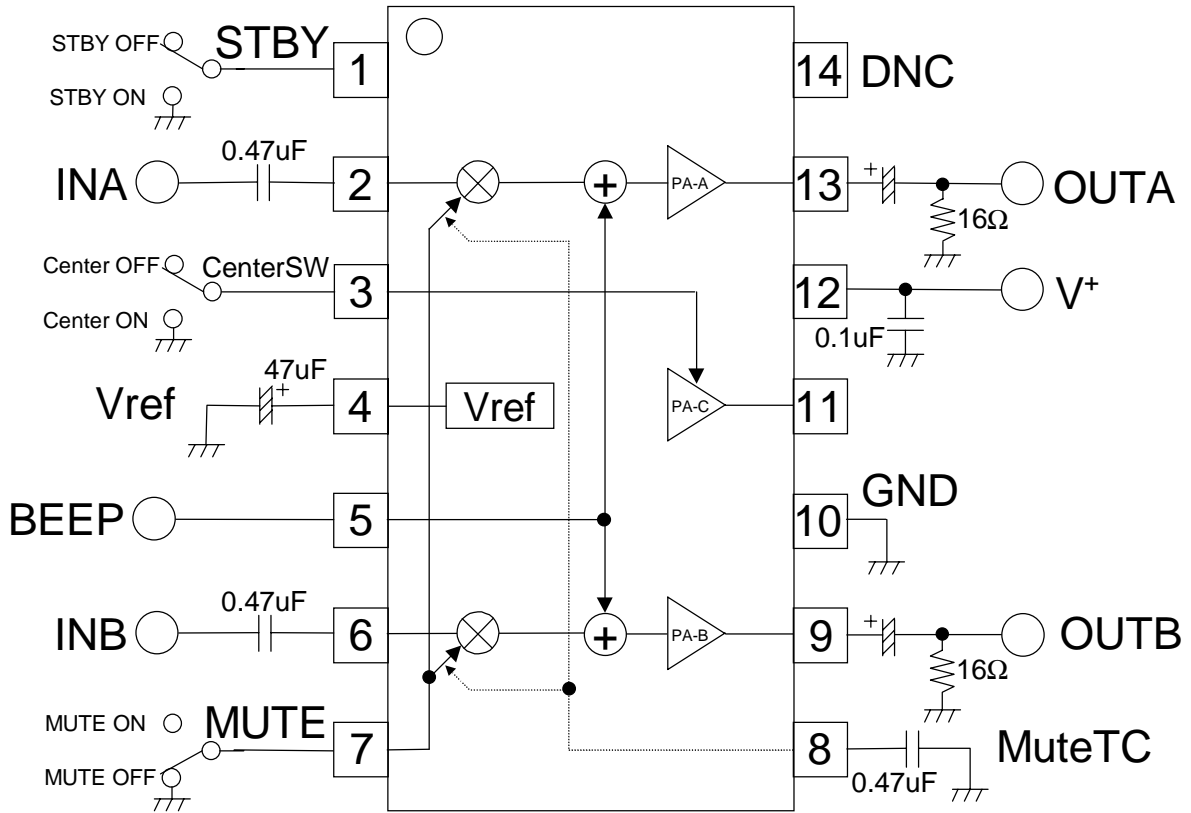 STBY OFF
STBY
1
STBY ON
14
DNC
0.47uF
INA
2
+
PA-A
13
+
OUTA
16Ω
Center OFF
CenterSW
3
Center ON
12
V+
0.1uF
47uF
+
Vref
4
Vref
PA-C
11
BEEP
5
GND
10
0.47uF
INB
6
+
PA-B
9
+
OUTB
16Ω
MUTE ON
MUTE
7
MUTE OFF
8
0.47uF
MuteTC